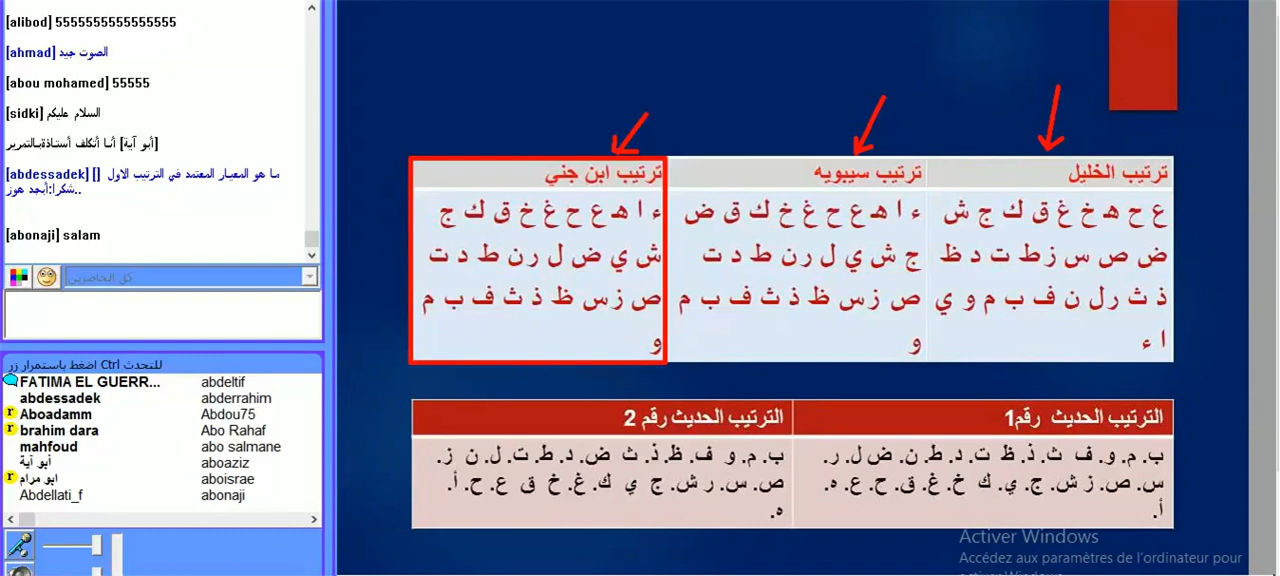 [alibod] 5555555555555555
[ahmad] الصوت جيد
[abou mohamed] 55555
[sidki] السلام عليكم
[أبو آية] أنا أتكلف أستاذةبالتمرير
[abdessadek] [] ما هو المعيار المعتمد في الترتيب الاول
شكرا:أبجد هوز..
[abonaji] salam
كل الحاضرين
للتحدث Ctrl اضغط باستمرار زر
FATIMA EL GUERR... abdeltif
abdessadek abderrahim
Aboadamm Abdou75
brahim dara Abo Rahaf
mahfoud abo salmane
أبو آية aboaziz
ابو مرام aboisrae
Abdellati_f abonaji
ترتيب الخليل
ع ح ه خ غ ق ك ج ش
ض ص س ز ط ت د ظ
ذ ث ر ل ن ف ب م و ي
ا ء
ترتيب سيبويه
ء ا ه ع ح غ خ ك ق ض
ج ش ي ل ر ن ط د ت
ص ز س ظ ذ ث ف ب م
و
ترتيب ابن جني
ء ا ه ع ح غ خ ق ك ج
ش ي ض ل ر ن ط د ت
ص ز س ظ ذ ث ف ب م
و
الترتيب الحديث رقم1
ب. م. و. ف ث. ذ. ظ ت. د. ط. ن. ض ل. ر.
س. ص. ز ش. ج. ي. ك خ. غ. ق. ح. ع. ه.
أ.
الترتيب الحديث رقم 2
ب. م. و ف. ظ. ذ. ث ض. د. ط. ت. ل. ن ز.
ص. س. ر ش. ج ي ك. غ. خ ق ع. ح. أ.
ه.
Activer Windows
Accédez aux paramètres de l'ordinateur pour